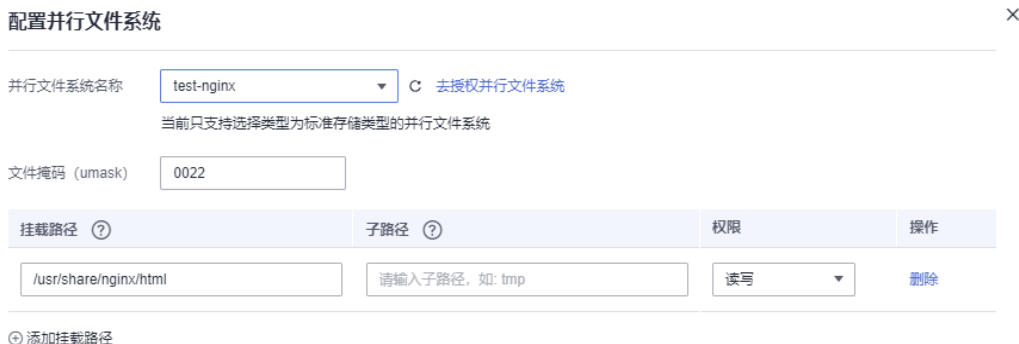 配置并行文件系统
并行文件系统名称 test-nginx 去授权并行文件系统
当前只支持选择类型为标准存储类型的并行文件系统
文件掩码（umask） 0022
挂载路径 ? 子路径 ? 权限 操作
/usr/share/nginx/html 请输入子路径，如: tmp 读写 删除
添加挂载路径